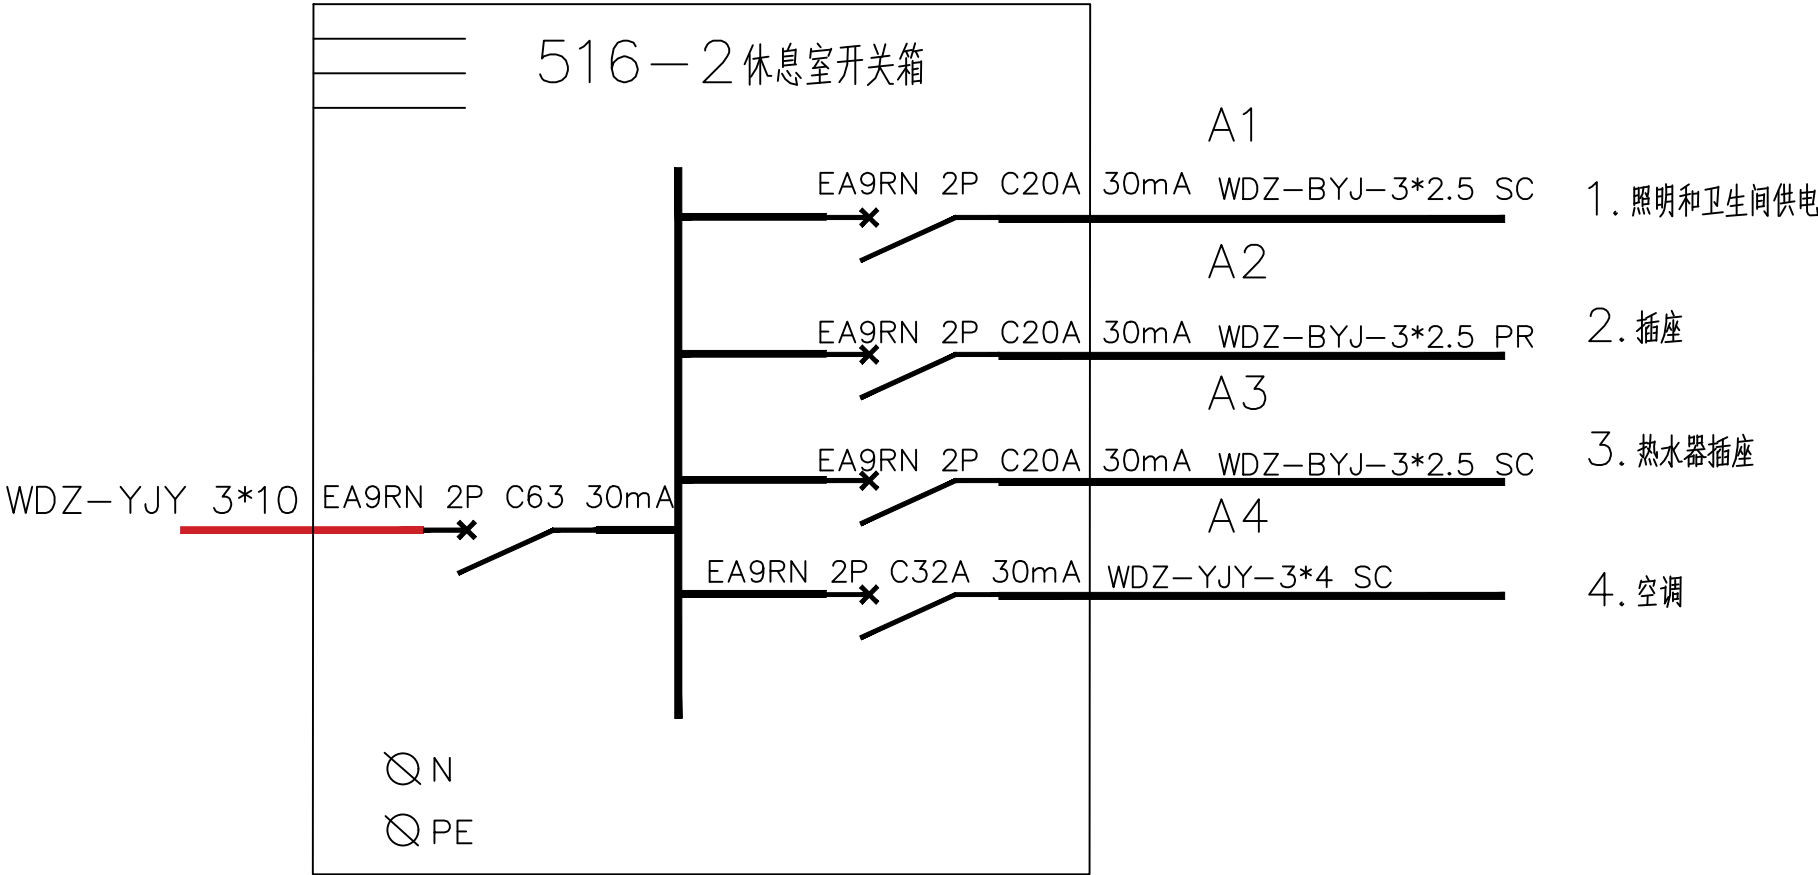 516-2休息室开关箱
A1
EA9RN 2P C20A 30mA WDZ-BYJ-3*2.5 SC
1.照明和卫生间供电
A2
EA9RN 2P C20A 30mA WDZ-BYJ-3*2.5 PR
2.插座
A3
EA9RN 2P C20A 30mA WDZ-BYJ-3*2.5 SC
3.热水器插座
WDZ-YJY 3*10 EA9RN 2P C63 30mA
A4
EA9RN 2P C32A 30mA WDZ-YJY-3*4 SC
4.空调
N
PE